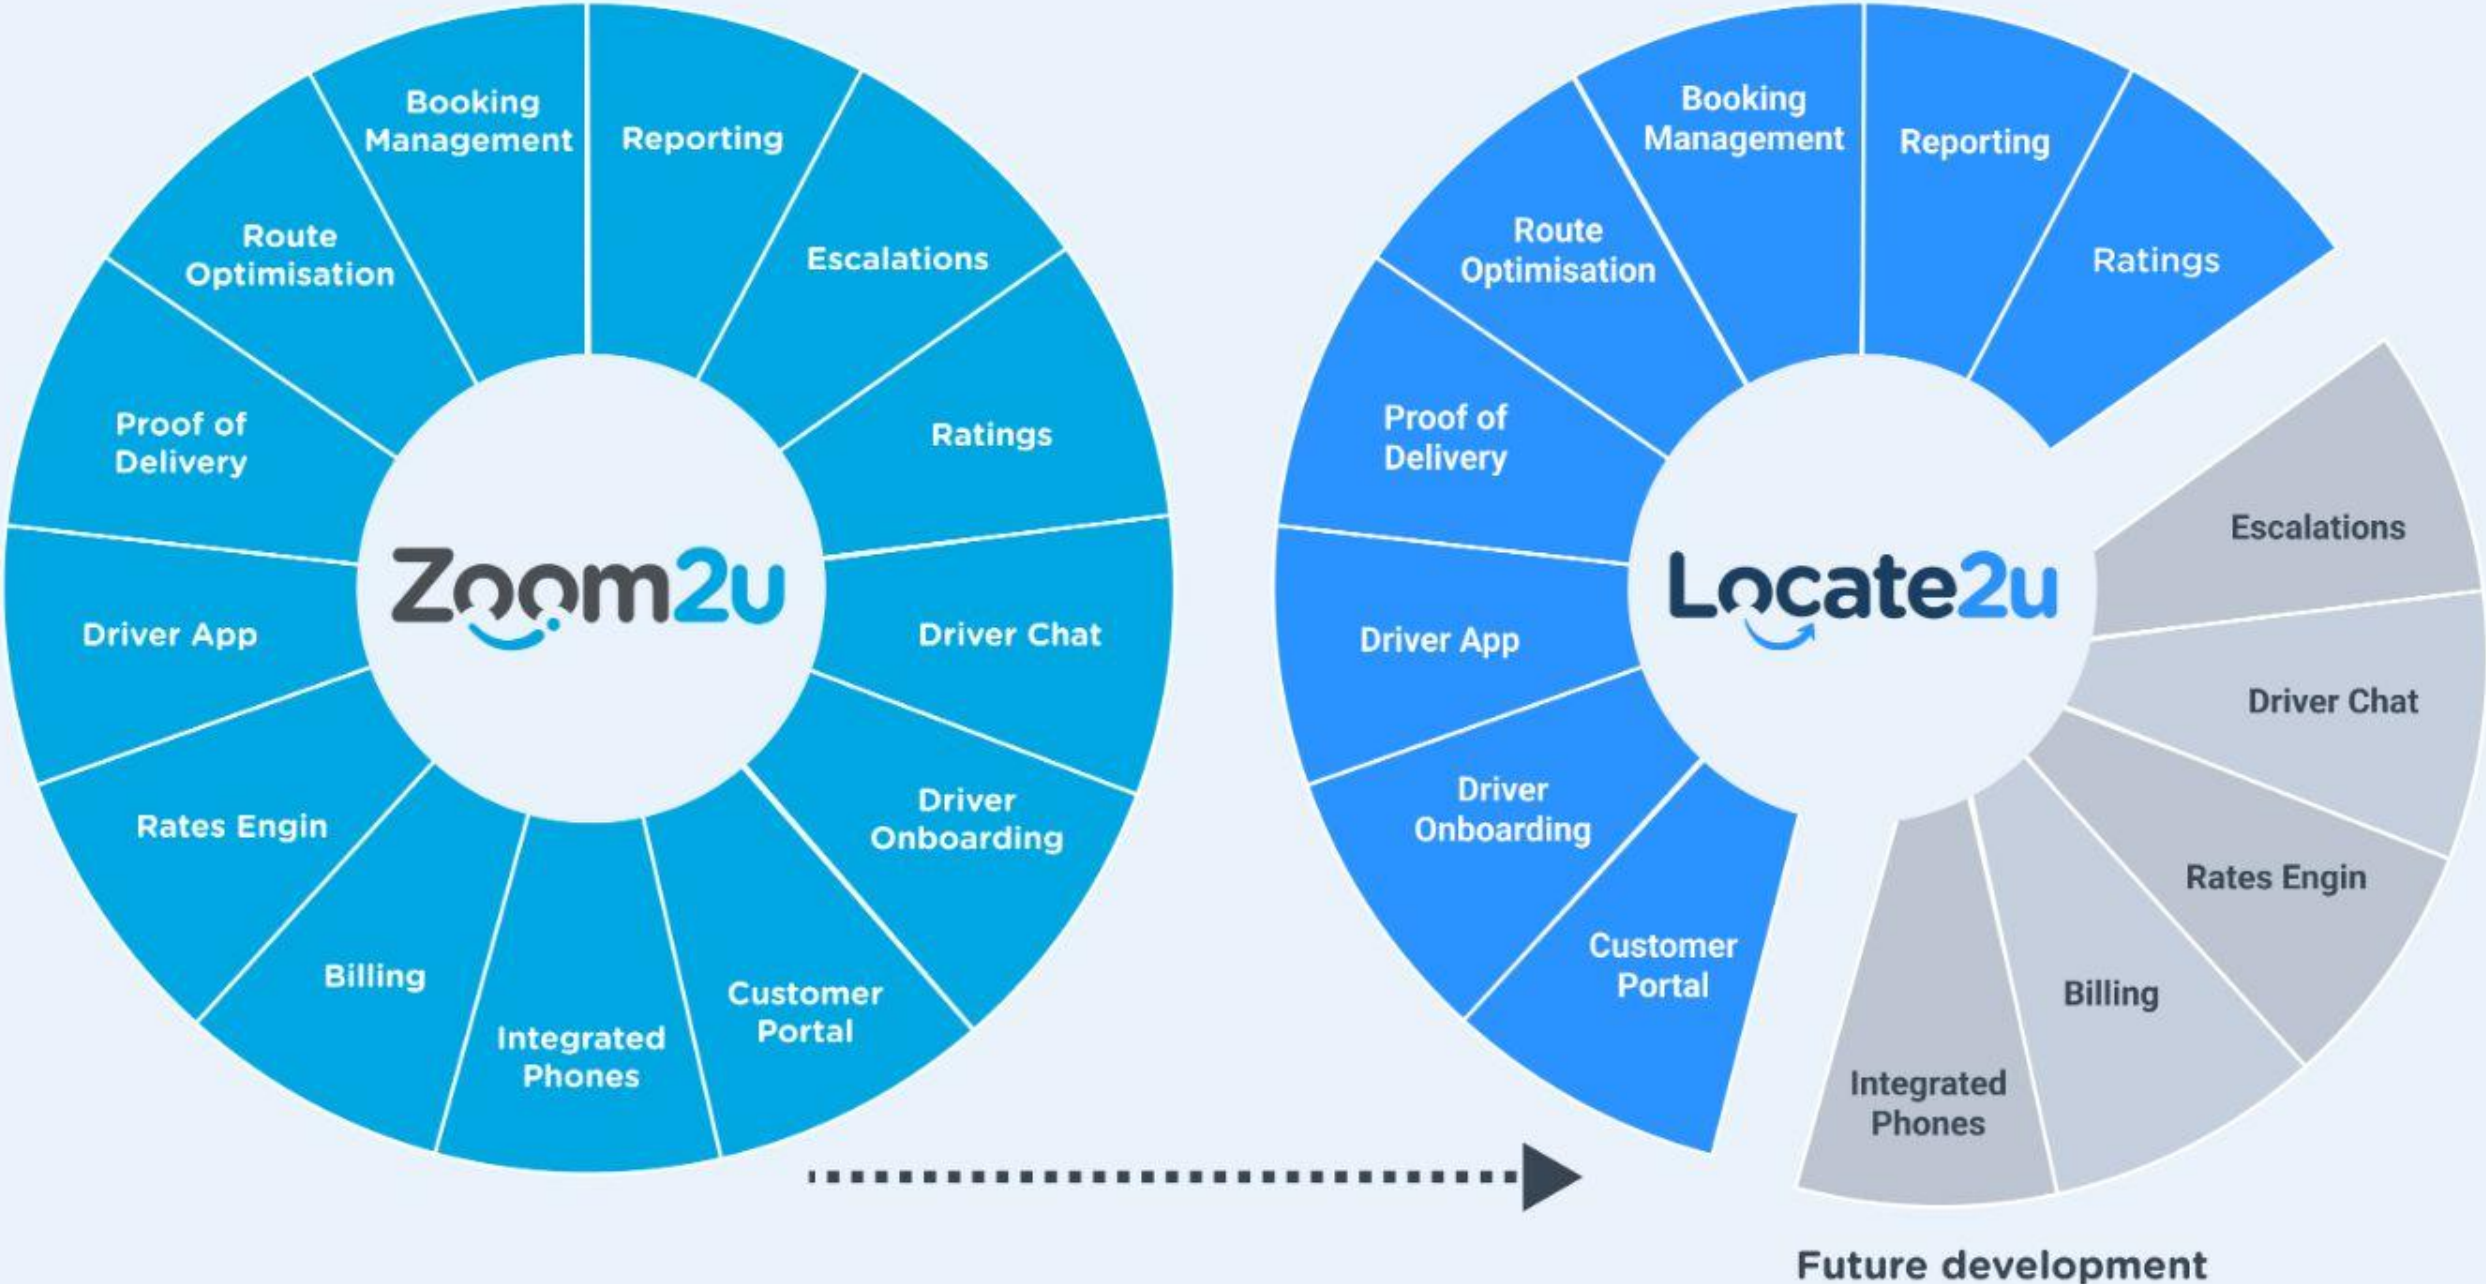 Booking
Management
Reporting
Escalations
Ratings
Driver Chat
Driver
Onboarding
Customer
Portal
Integrated
Phones
Billing
Rates Engin
Driver App
Proof of
Delivery
Route
Optimisation
Zoom2u
Booking
Management
Reporting
Ratings
Escalations
Driver Chat
Rates Engin
Billing
Integrated
Phones
Customer
Portal
Driver
Onboarding
Driver App
Proof of
Delivery
Route
Optimisation
Locate2u
Future development